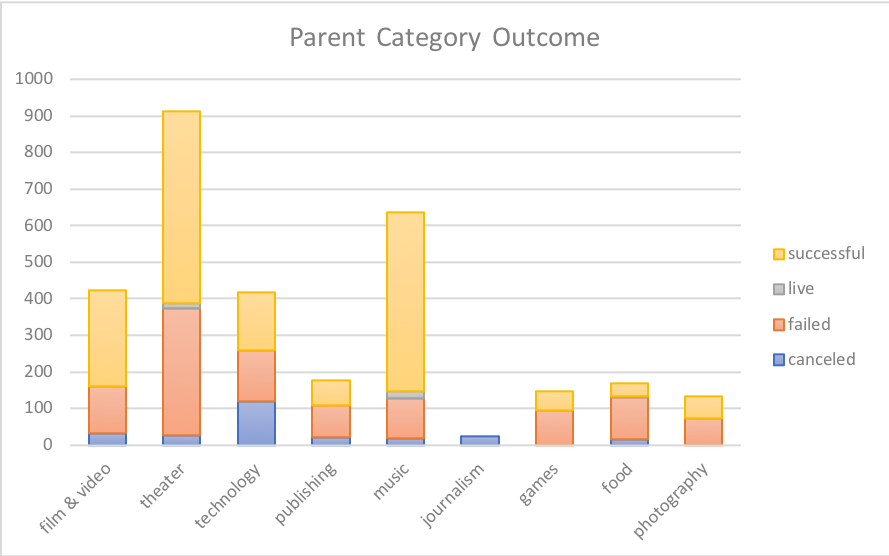 Parent Category Outcome
1000
900
800
700
600
500
400
300
200
100
0
film & video
theater
technology
publishing
music
journalism
games
food
photography
successful
live
failed
canceled